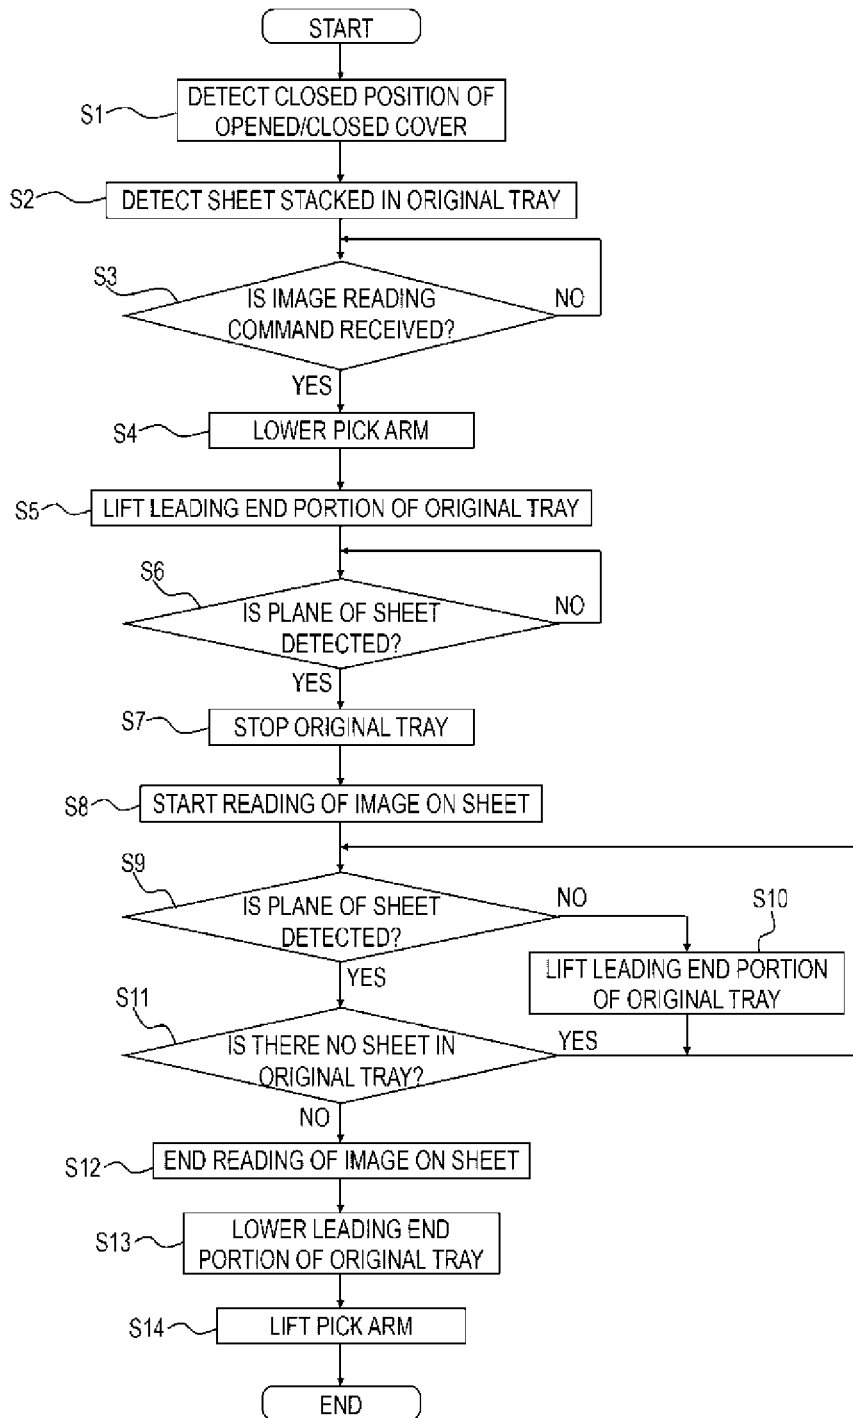 START
S1
DETECT CLOSED POSITION OF
OPENED/CLOSED COVER
S2
DETECT SHEET STACKED IN ORIGINAL TRAY
S3
IS IMAGE READING
COMMAND RECEIVED?
NO
YES
S4
LOWER PICK ARM
S5
LIFT LEADING END PORTION OF ORIGINAL TRAY
S6
IS PLANE OF SHEET
DETECTED?
NO
YES
S7
STOP ORIGINAL TRAY
S8
START READING OF IMAGE ON SHEET
S9
IS PLANE OF SHEET
DETECTED?
NO
S10
LIFT LEADING END PORTION
OF ORIGINAL TRAY
YES
S11
IS THERE NO SHEET IN
ORIGINAL TRAY?
YES
NO
S12
END READING OF IMAGE ON SHEET
S13
LOWER LEADING END
PORTION OF ORIGINAL TRAY
S14
LIFT PICK ARM
END